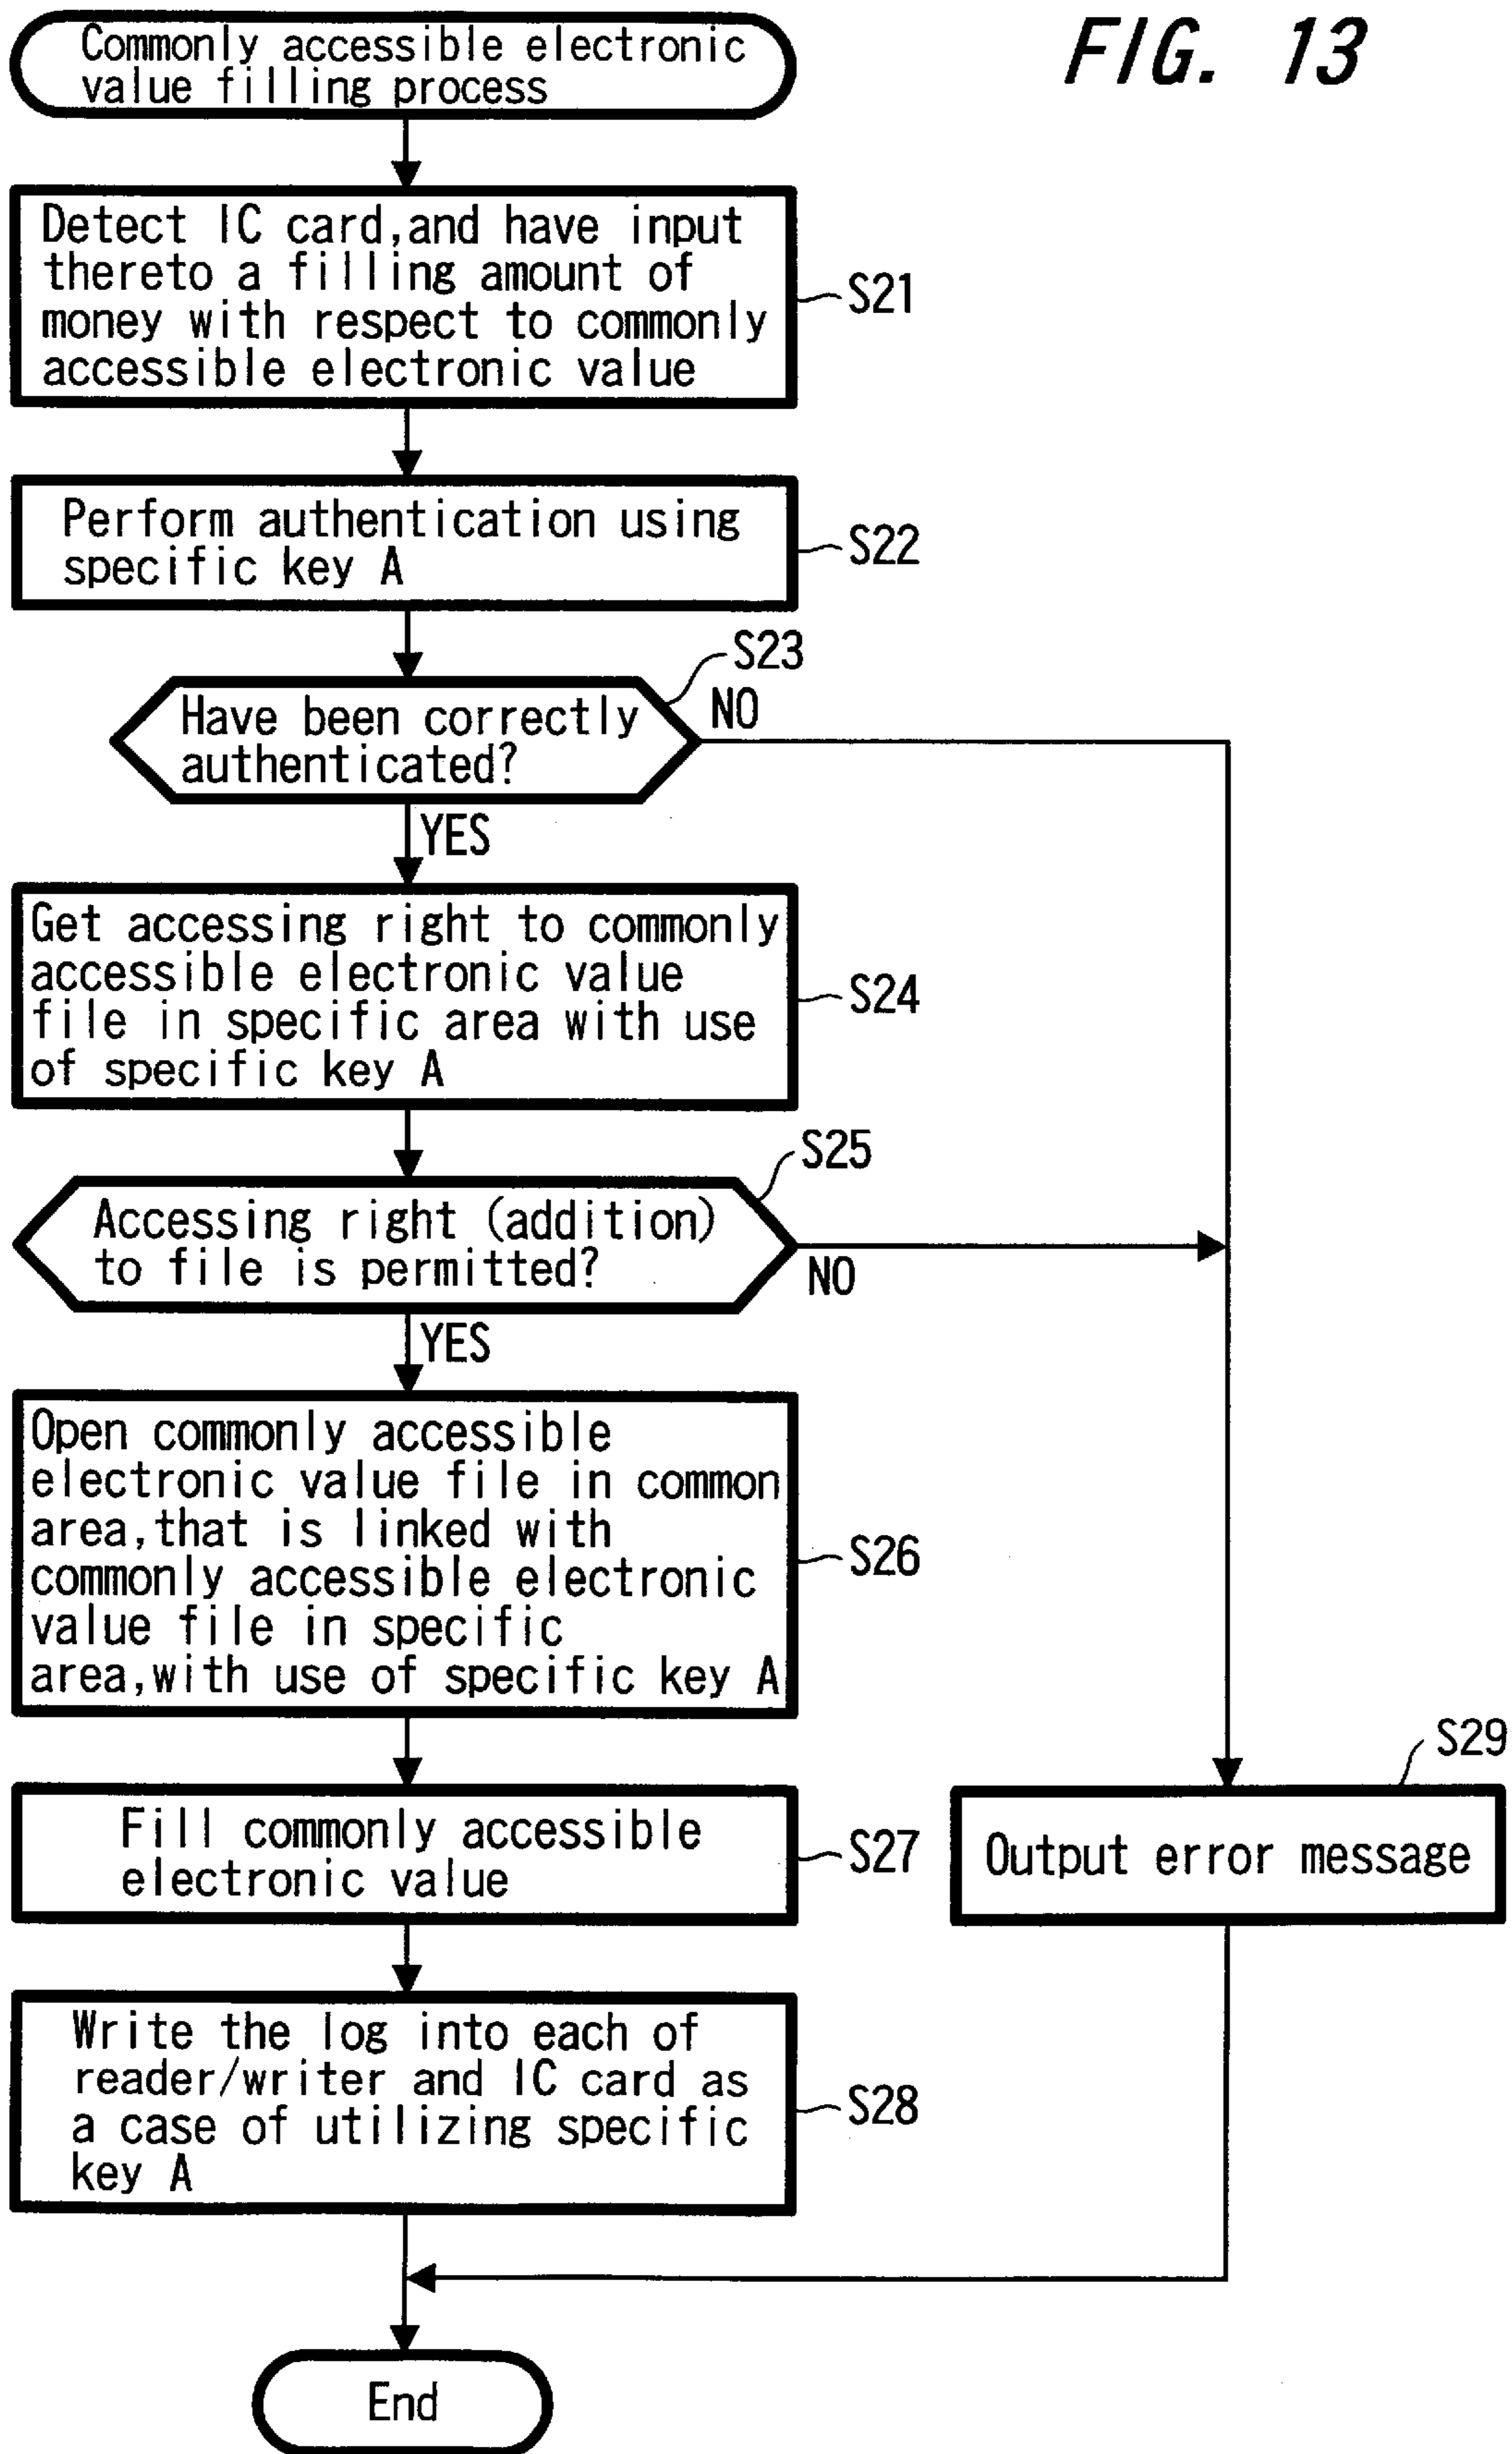 FIG. 13
Commonly accessible electronic
value filling process
Detect IC card,and have input
thereto a filling amount of
money with respect to commonly
accessible electronic value
S21
Perform authentication using
specific key A
S22
S23
Have been correctly
authenticated?
NO
YES
Get accessing right to commonly
accessible electronic value
file in specific area with use
of specific key A
S24
S25
Accessing right (addition)
to file is permitted?
NO
YES
Open commonly accessible
electronic value file in common
area,that is linked with
commonly accessible electronic
value file in specific
area,with use of specific key A
S26
Fill commonly accessible
electronic value
S27
S29
Output error message
Write the log into each of
reader/writer and IC card as
a case of utilizing specific
key A
S28
End